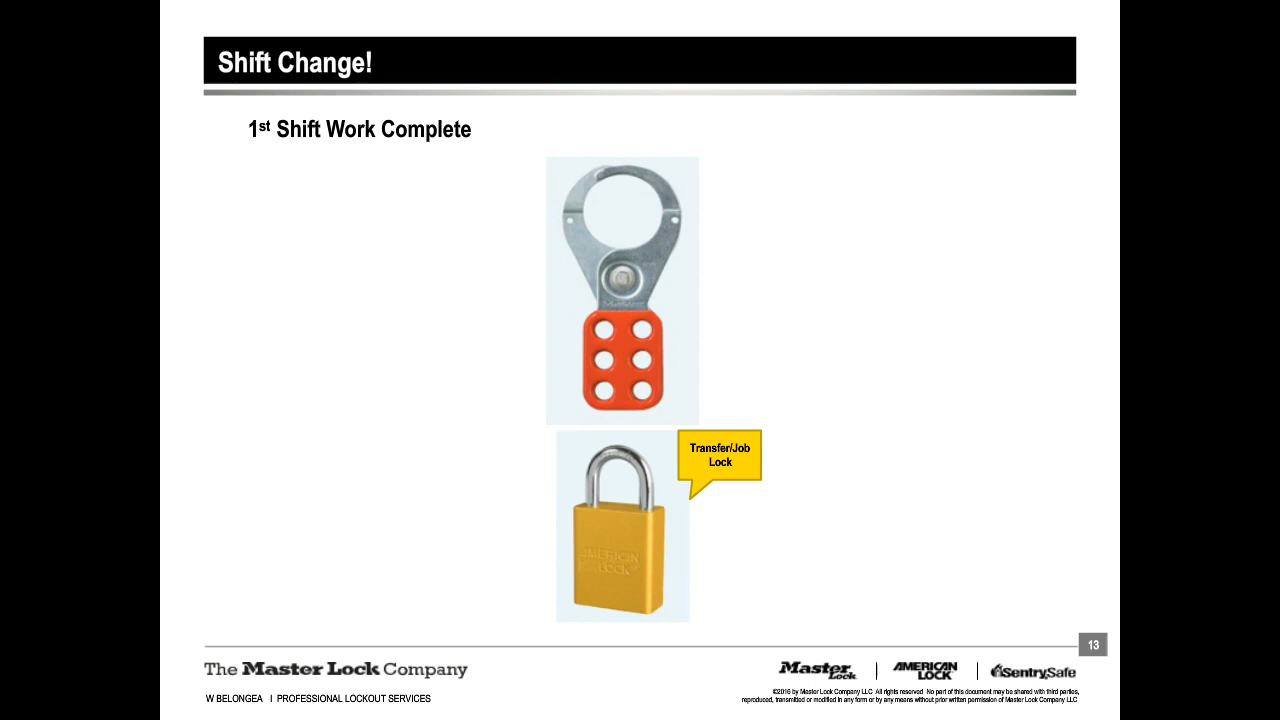 Shift Change!
1st Shift Work Complete
Transfer/Job
Lock
AMERICAN
LOCK
13
The Master Lock Company
Master Lock
AMERICAN LOCK
SentrySafe
W BELONGEA I PROFESSIONAL LOCKOUT SERVICES
©2016 by Master Lock Company LLC All rights reserved No part of this document may be shared with third parties,
reproduced, transmitted or modified in any form or by any means without prior written permission of Master Lock Company LLC